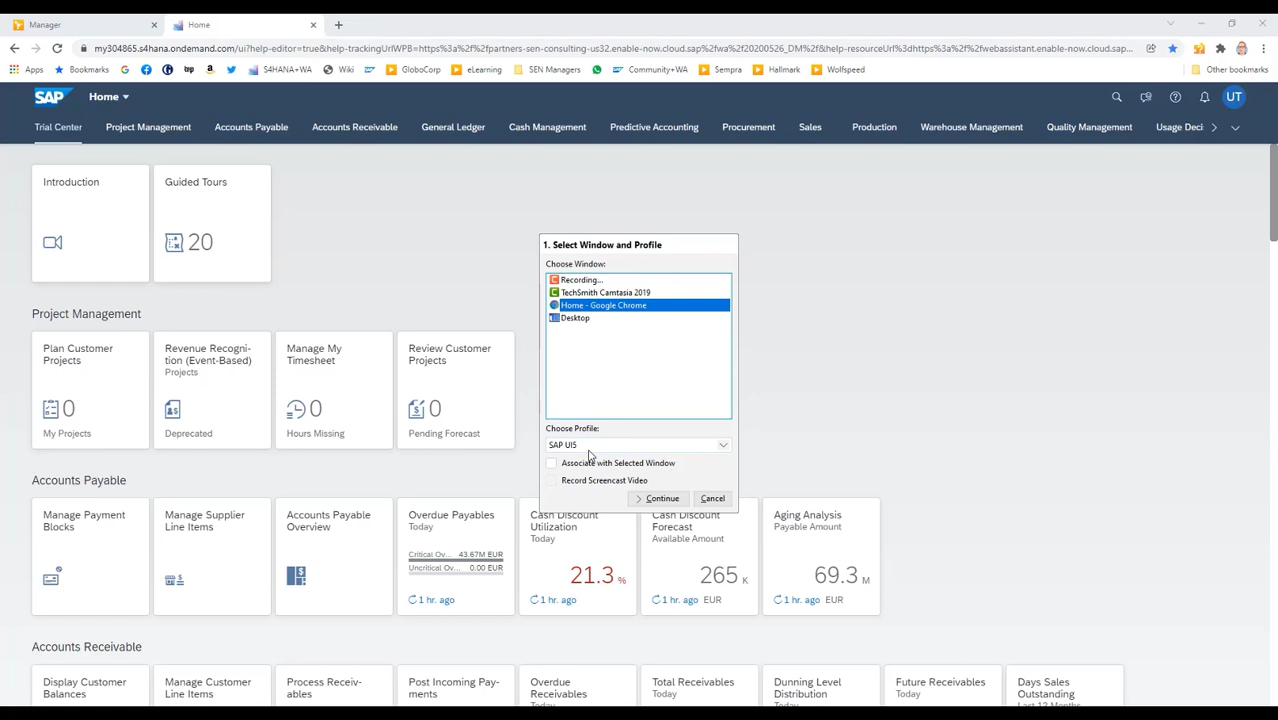 Manager
Home
my304865.s4hana.ondemand.com/ui?help-editor=true&help-trackingUrlWPB=https%3a%2f%2fpartners-sen-consulting-us32.enable-now.cloud.sap%2fwa%2f20200526_DM%2f&help-resourceUrl%3dhttps%3a%2f%2fwebassistant.enable-now.cloud.sap%...
Apps
Bookmarks
S4HANA+WA
Wiki
GloboCorp
eLearning
SEN Managers
Community+WA
Sempra
Hallmark
Wolfspeed
Other bookmarks
SAP
Home
UT
Trial Center
Project Management
Accounts Payable
Accounts Receivable
General Ledger
Cash Management
Predictive Accounting
Procurement
Sales
Production
Warehouse Management
Quality Management
Usage Deci
Introduction
Guided Tours
20
1. Select Window and Profile
Choose Window:
Recording...
TechSmith Camtasia 2019
Home - Google Chrome
Desktop
Choose Profile:
SAP UI5
Associate with Selected Window
Record Screencast Video
Continue
Cancel
Project Management
Plan Customer
Projects
0
My Projects
Revenue Recogni-
tion (Event-Based)
Projects
Deprecated
Manage My
Timesheet
0
Hours Missing
Review Customer
Projects
0
Pending Forecast
Accounts Payable
Manage Payment
Blocks
Manage Supplier
Line Items
Accounts Payable
Overview
Overdue Payables
Today
Critical Ov... 43.67M EUR
Uncritical Ov... 0.00 EUR
1 hr. ago
Cash Discount
Utilization
Today
21.3 %
1 hr. ago
Cash Discount
Forecast
Available Amount
265 K
1 hr. ago EUR
Aging Analysis
Payable Amount
69.3 M
1 hr. ago EUR
Accounts Receivable
Display Customer
Balances
Manage Customer
Line Items
Process Receiv-
ables
Post Incoming Pay-
ments
Overdue
Receivables
Total Receivables
Today
Dunning Level
Distribution
Future Receivables
Today
Days Sales
Outstanding
Last 12 Months